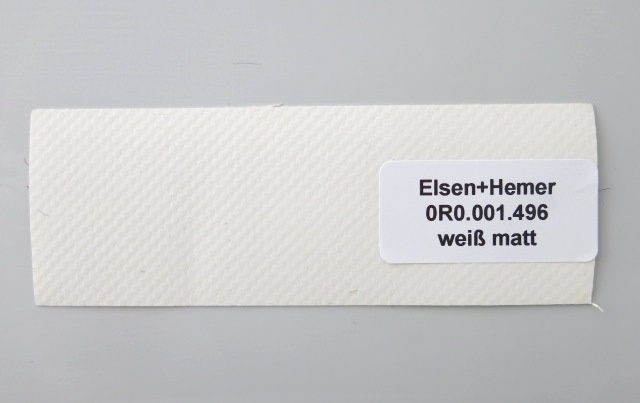 Elsen+Hemer
0R0.001.496
weiß matt